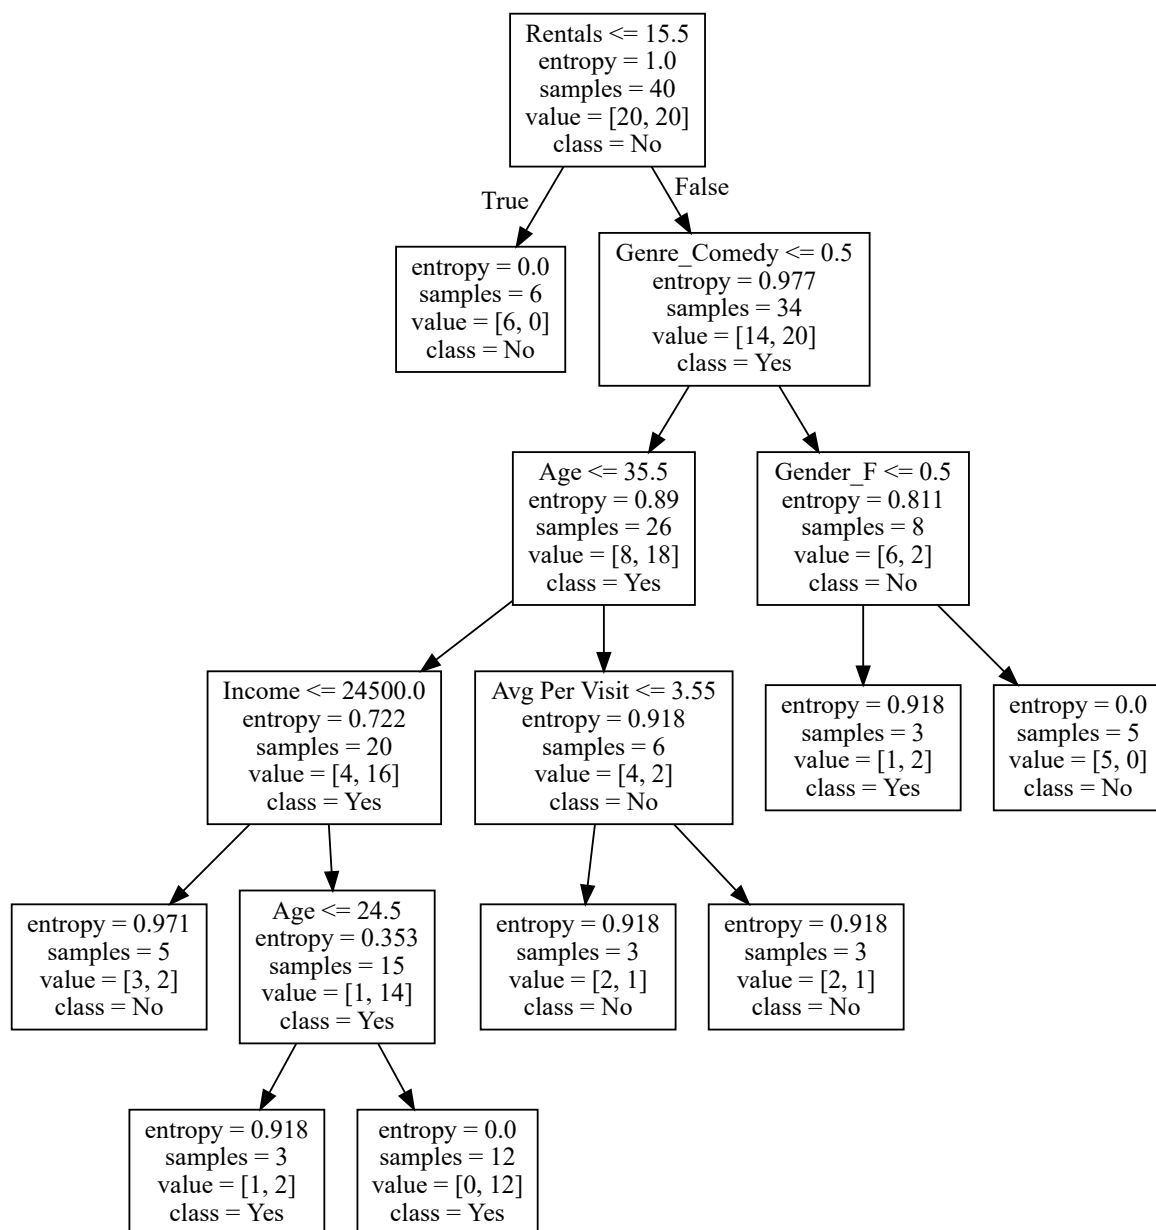 Rentals <= 15.5
entropy = 1.0
samples = 40
value = [20, 20]
class = No
True
False
entropy = 0.0
samples = 6
value = [6, 0]
class = No
Genre_Comedy <= 0.5
entropy = 0.977
samples = 34
value = [14, 20]
class = Yes
Age <= 35.5
entropy = 0.89
samples = 26
value = [8, 18]
class = Yes
Gender_F <= 0.5
entropy = 0.811
samples = 8
value = [6, 2]
class = No
Income <= 24500.0
entropy = 0.722
samples = 20
value = [4, 16]
class = Yes
Avg Per Visit <= 3.55
entropy = 0.918
samples = 6
value = [4, 2]
class = No
entropy = 0.918
samples = 3
value = [1, 2]
class = Yes
entropy = 0.0
samples = 5
value = [5, 0]
class = No
entropy = 0.971
samples = 5
value = [3, 2]
class = No
Age <= 24.5
entropy = 0.353
samples = 15
value = [1, 14]
class = Yes
entropy = 0.918
samples = 3
value = [2, 1]
class = No
entropy = 0.918
samples = 3
value = [2, 1]
class = No
entropy = 0.918
samples = 3
value = [1, 2]
class = Yes
entropy = 0.0
samples = 12
value = [0, 12]
class = Yes